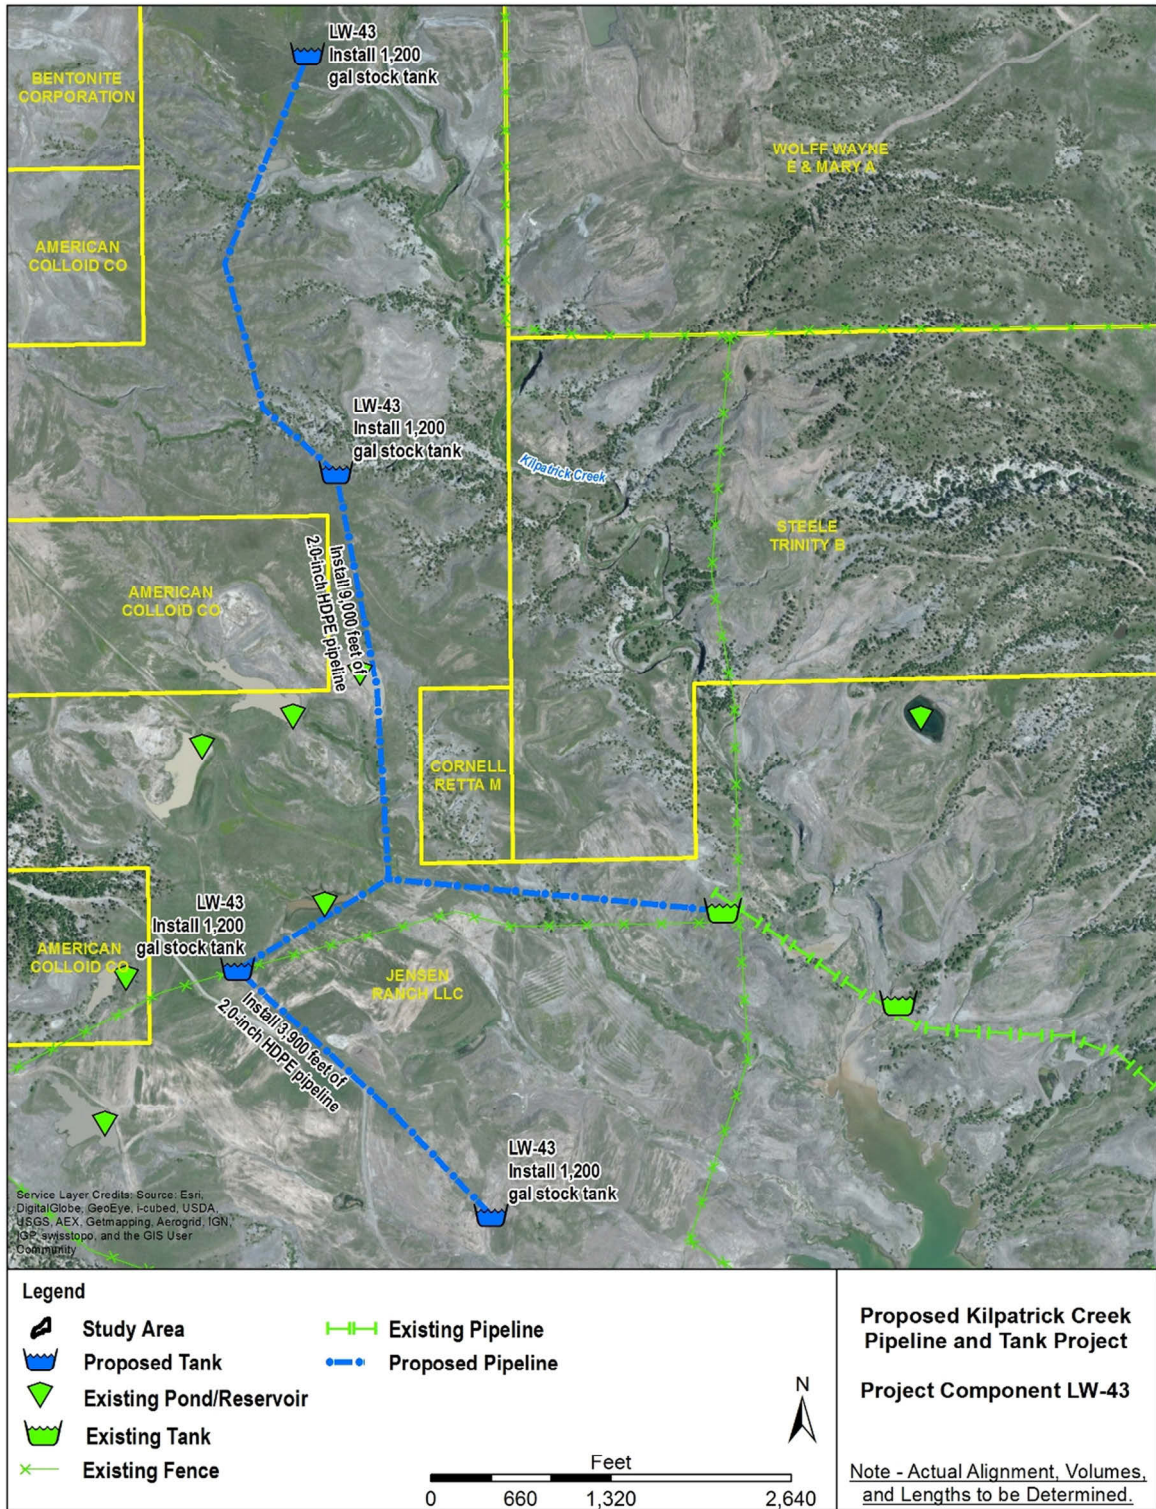 LW-43
Install 1,200
gal stock tank
BENTONITE
CORPORATION
WOLFF WAYNE
E & MARY A
AMERICAN
COLLOID CO
LW-43
Install 1,200
gal stock tank
Kilpatrick Creek
STEELE
TRINITY B
Install 9,000 feet of
2.0-inch HDPE pipeline
AMERICAN
COLLOID CO
CORNELL
RETTA M
LW-43
Install 1,200
gal stock tank
AMERICAN
COLLOID CO
JENSEN
RANCH LLC
Install 3,900 feet of
2.0-inch HDPE pipeline
LW-43
Install 1,200
gal stock tank
Service Layer Credits: Source: Esri,
DigitalGlobe, GeoEye, i-cubed, USDA,
USGS, AEX, Getmapping, Aerogrid, IGN,
IGP, swisstopo, and the GIS User
Community
Legend
Study Area
Proposed Tank
Existing Pond/Reservoir
Existing Tank
Existing Fence
Existing Pipeline
Proposed Pipeline
N
Feet
0 660 1,320 2,640
Proposed Kilpatrick Creek
Pipeline and Tank Project
Project Component LW-43
Note - Actual Alignment, Volumes,
and Lengths to be Determined.